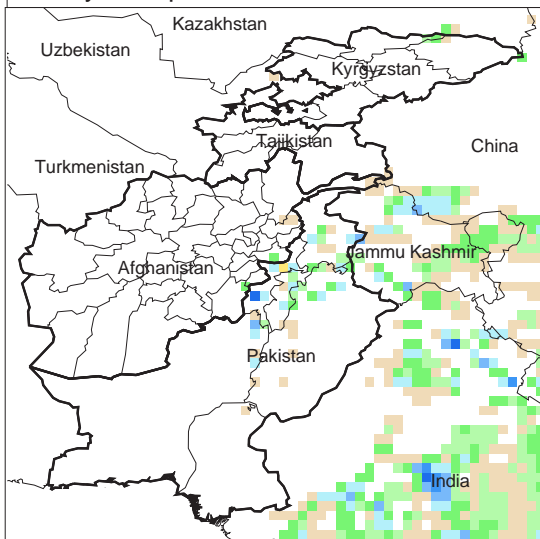 Kazakhstan
Uzbekistan
Kyrgyzstan
Tajikistan
China
Turkmenistan
Jammu Kashmir
Afghanistan
Pakistan
India